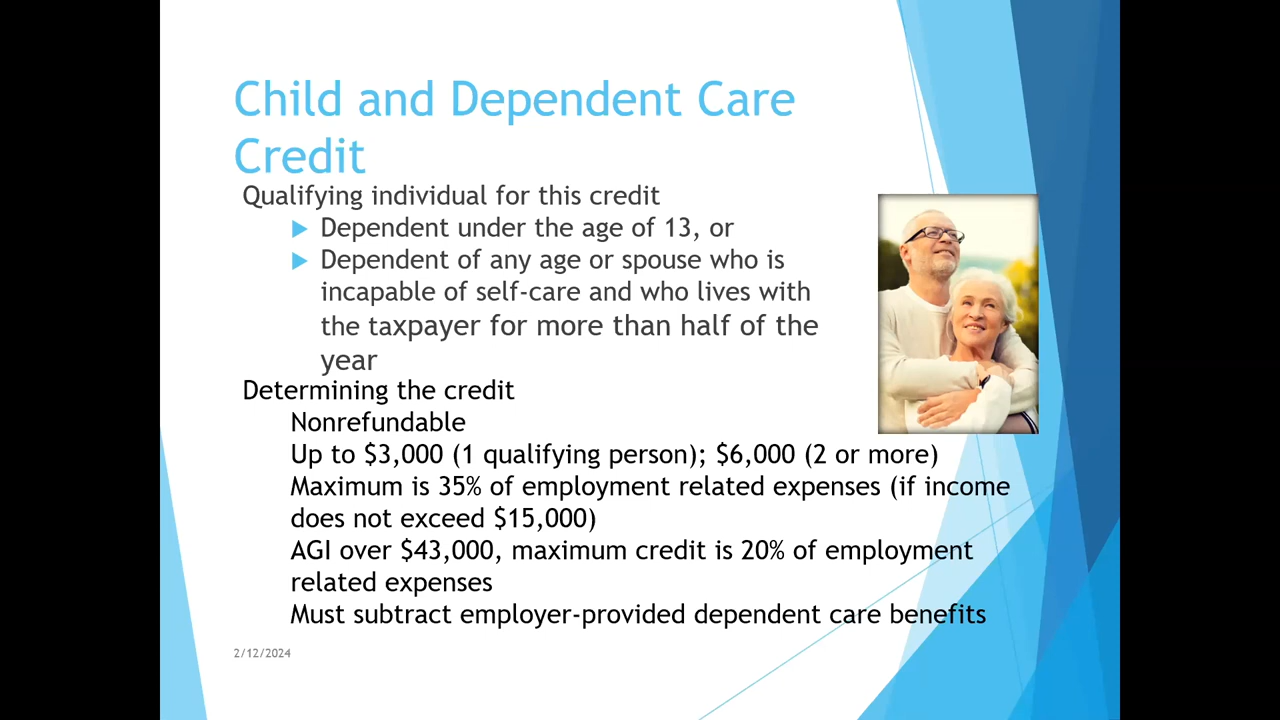 Child and Dependent Care
Credit
Qualifying individual for this credit
Dependent under the age of 13, or
Dependent of any age or spouse who is
incapable of self-care and who lives with
the taxpayer for more than half of the
year
Determining the credit
Nonrefundable
Up to $3,000 (1 qualifying person); $6,000 (2 or more)
Maximum is 35% of employment related expenses (if income
does not exceed $15,000)
AGI over $43,000, maximum credit is 20% of employment
related expenses
Must subtract employer-provided dependent care benefits
2/12/2024